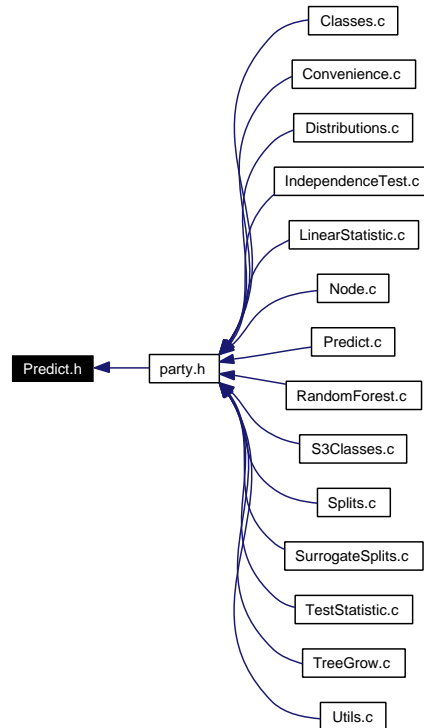 Classes.c
Convenience.c
Distributions.c
IndependenceTest.c
LinearStatistic.c
Node.c
Predict.c
Predict.h
party.h
RandomForest.c
S3Classes.c
Splits.c
SurrogateSplits.c
TestStatistic.c
TreeGrow.c
Utils.c